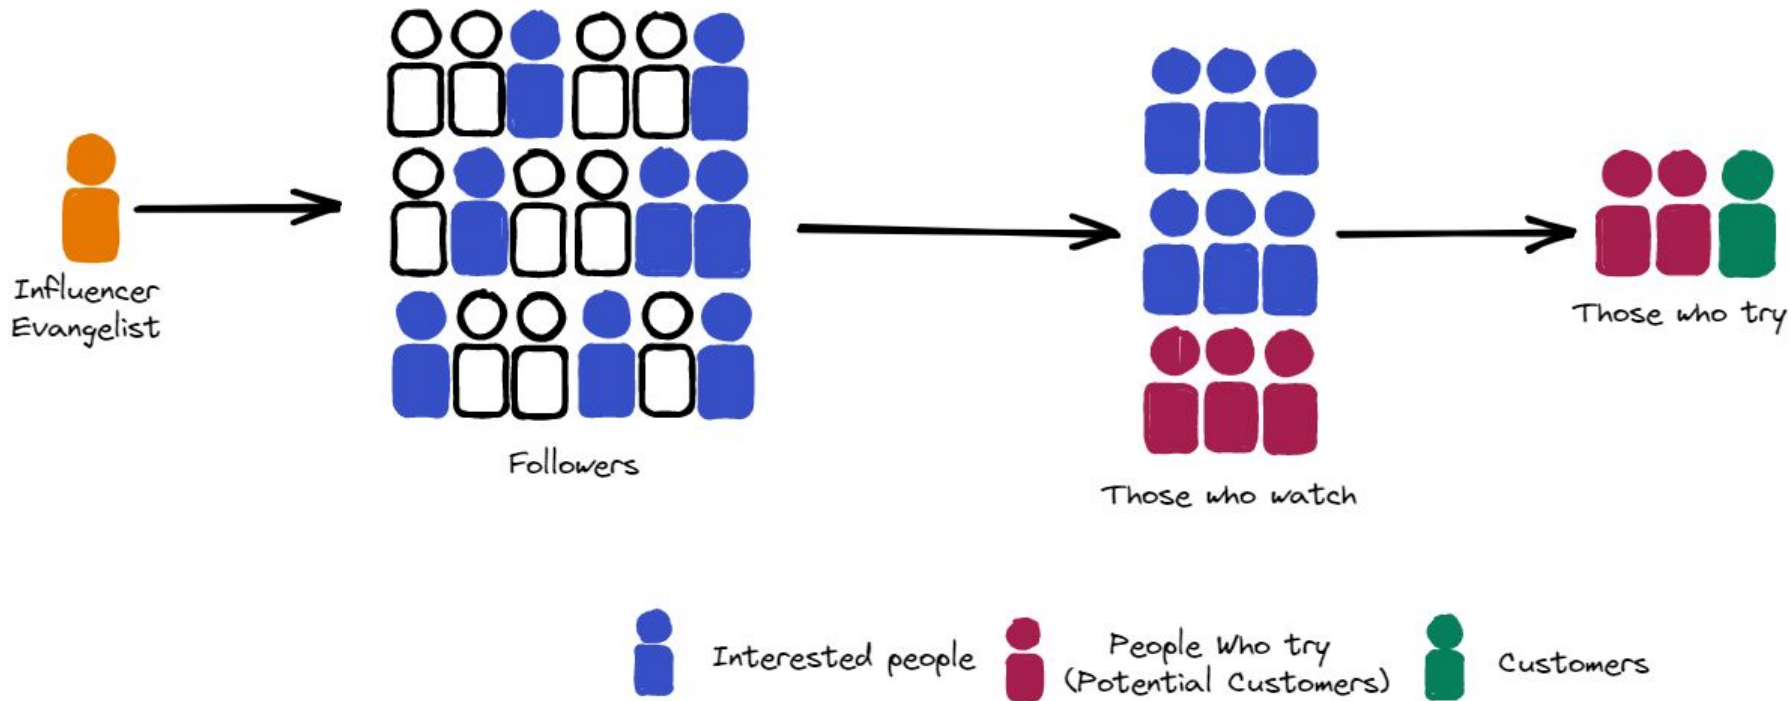 Influencer
Evangelist
Followers
Those who watch
Those who try
Interested people
People Who try
(Potential Customers)
Customers